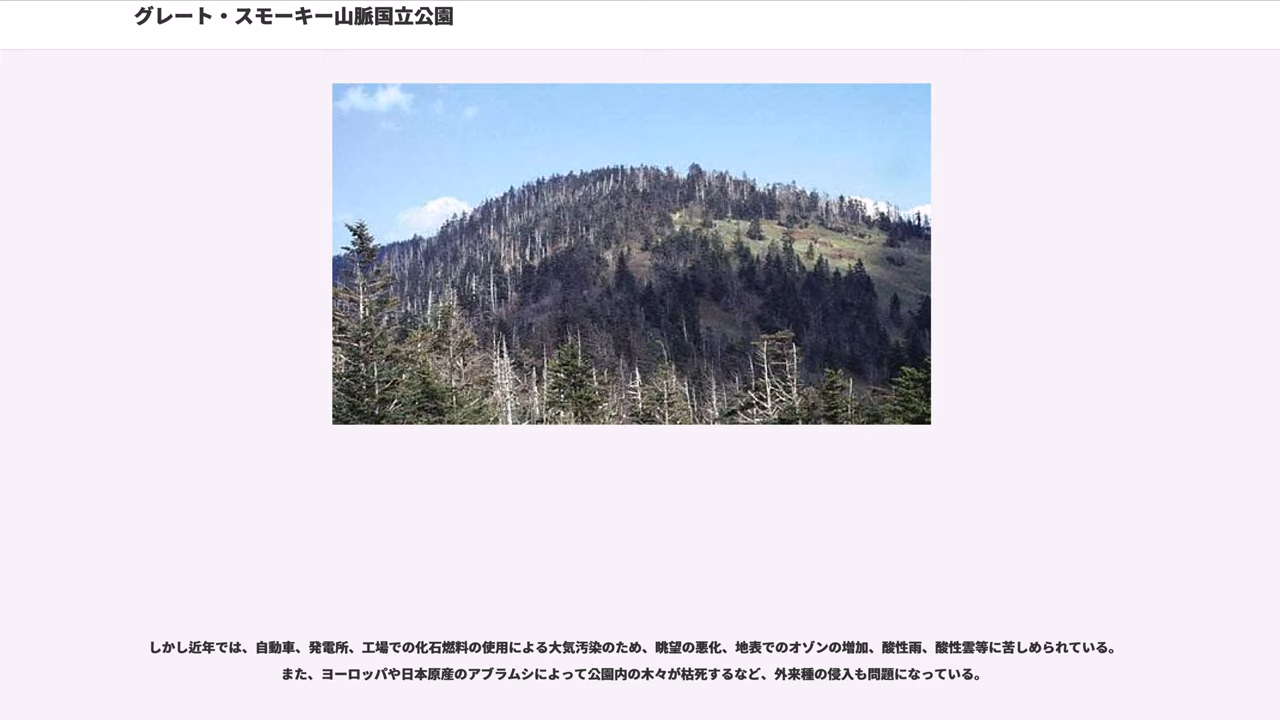 グレート・スモーキー山脈国立公園
しかし近年では、自動車、発電所、工場での化石燃料の使用による大気汚染のため、眺望の悪化、地表でのオゾンの増加、酸性雨、酸性雲等に苦しめられている。
また、ヨーロッパや日本原産のアブラムシによって公園内の木々が枯死するなど、外来種の侵入も問題になっている。